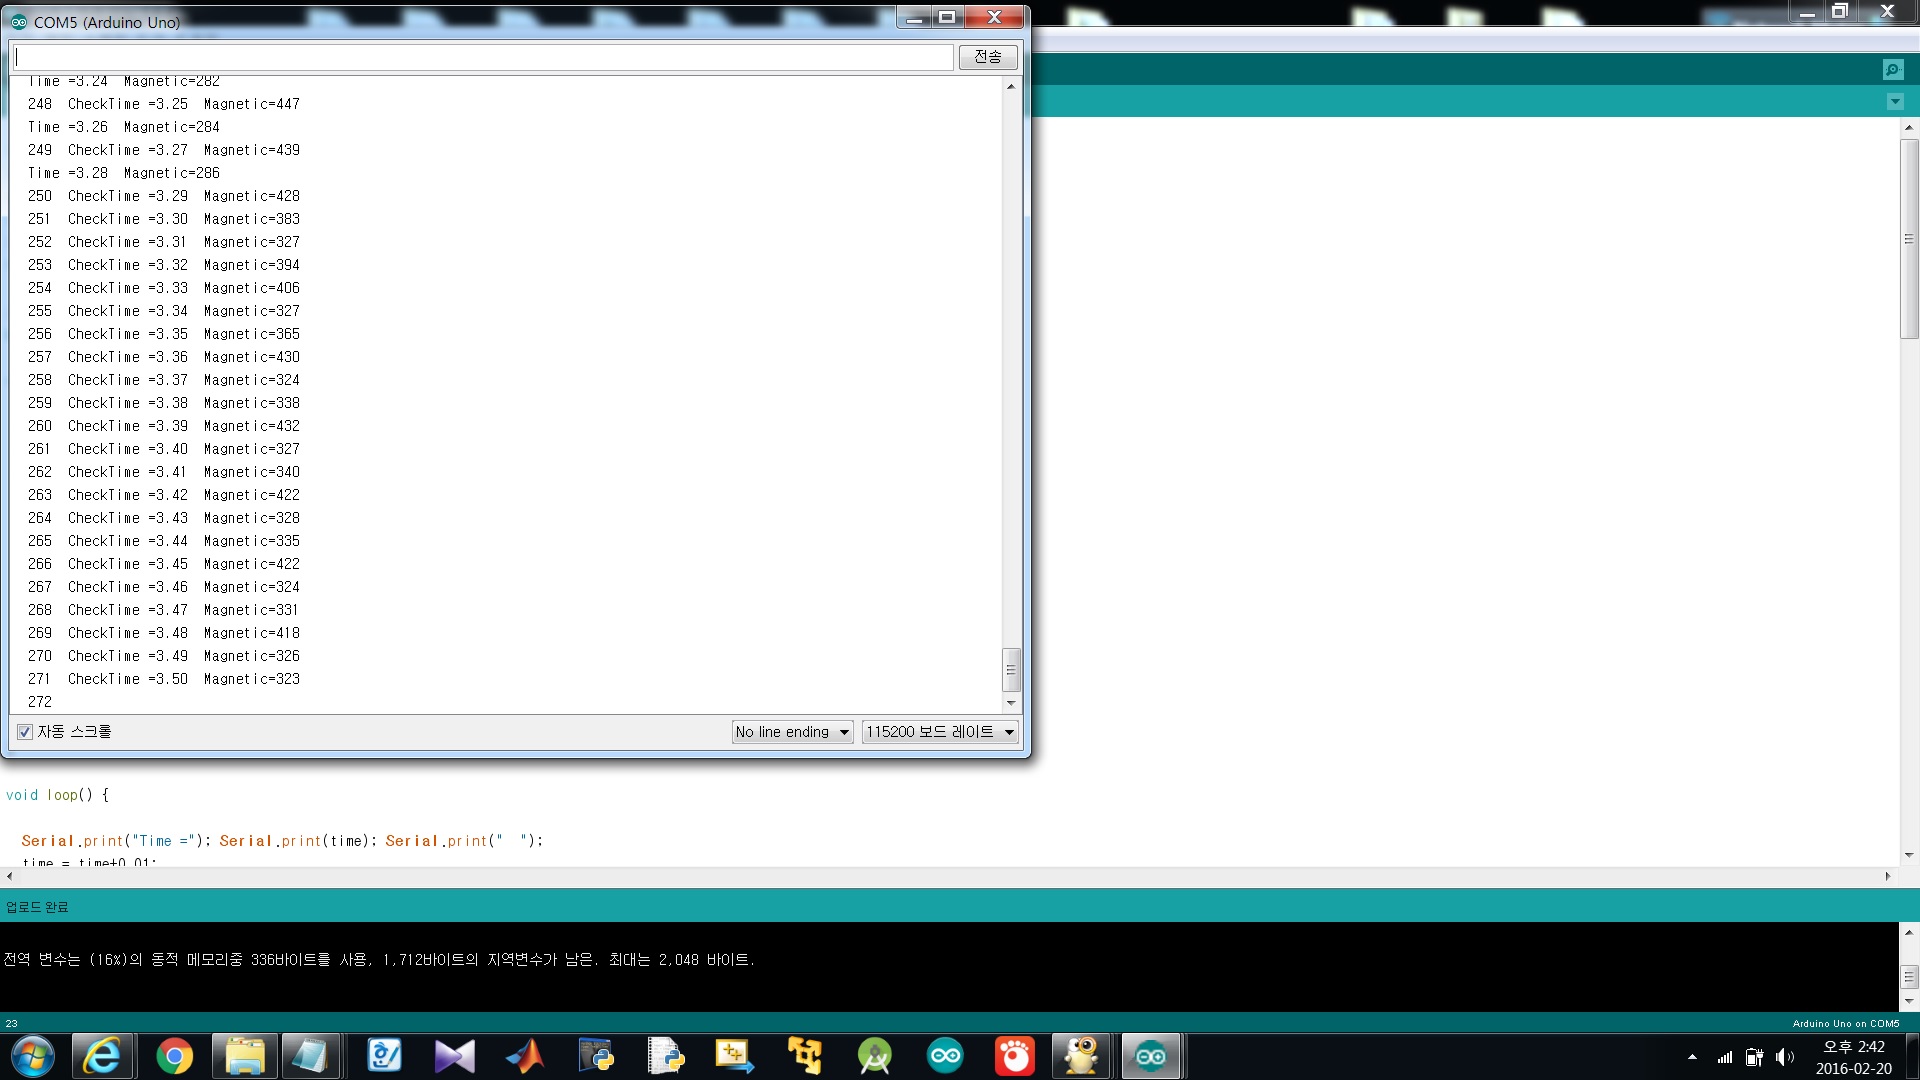 COM5 (Arduino Uno)
전송
Time =3.24  Magnetic=282
248  CheckTime =3.25  Magnetic=447
Time =3.26  Magnetic=284
249  CheckTime =3.27  Magnetic=439
Time =3.28  Magnetic=286
250  CheckTime =3.29  Magnetic=428
251  CheckTime =3.30  Magnetic=383
252  CheckTime =3.31  Magnetic=327
253  CheckTime =3.32  Magnetic=394
254  CheckTime =3.33  Magnetic=406
255  CheckTime =3.34  Magnetic=327
256  CheckTime =3.35  Magnetic=365
257  CheckTime =3.36  Magnetic=430
258  CheckTime =3.37  Magnetic=324
259  CheckTime =3.38  Magnetic=338
260  CheckTime =3.39  Magnetic=432
261  CheckTime =3.40  Magnetic=327
262  CheckTime =3.41  Magnetic=340
263  CheckTime =3.42  Magnetic=422
264  CheckTime =3.43  Magnetic=328
265  CheckTime =3.44  Magnetic=335
266  CheckTime =3.45  Magnetic=422
267  CheckTime =3.46  Magnetic=324
268  CheckTime =3.47  Magnetic=331
269  CheckTime =3.48  Magnetic=418
270  CheckTime =3.49  Magnetic=326
271  CheckTime =3.50  Magnetic=323
272
자동 스크롤
No line ending
115200 보드 레이트
void loop() {
Serial.print("Time ="); Serial.print(time); Serial.print("  ");
time = time+0.01;
업로드 완료
전역 변수는 (16%)의 동적 메모리중 336바이트를 사용, 1,712바이트의 지역변수가 남은. 최대는 2,048 바이트.
23
Arduino Uno on COM5
오후 2:42
2016-02-20